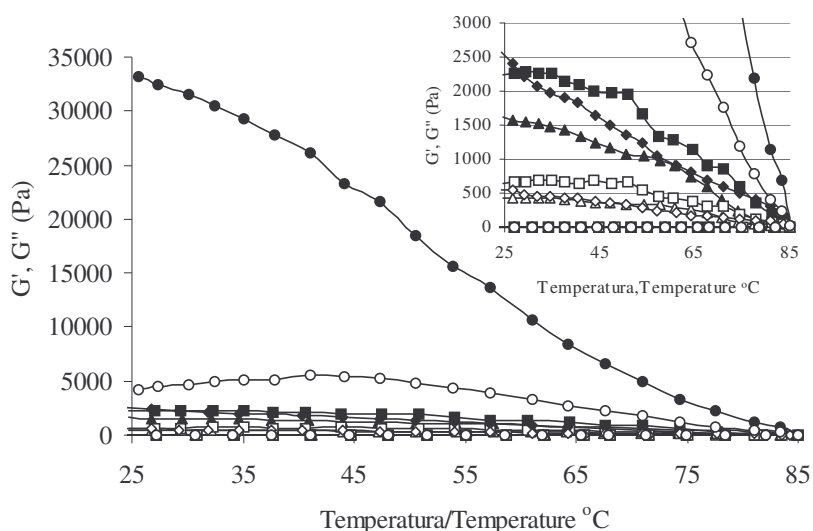 35000
30000
25000
20000
15000
10000
5000
0
G', G'' (Pa)
25 35 45 55 65 75 85
Temperatura/Temperature °C
3000
2500
2000
1500
1000
500
0
G', G'' (Pa)
25 45 65 85
Temperatura,Temperature °C